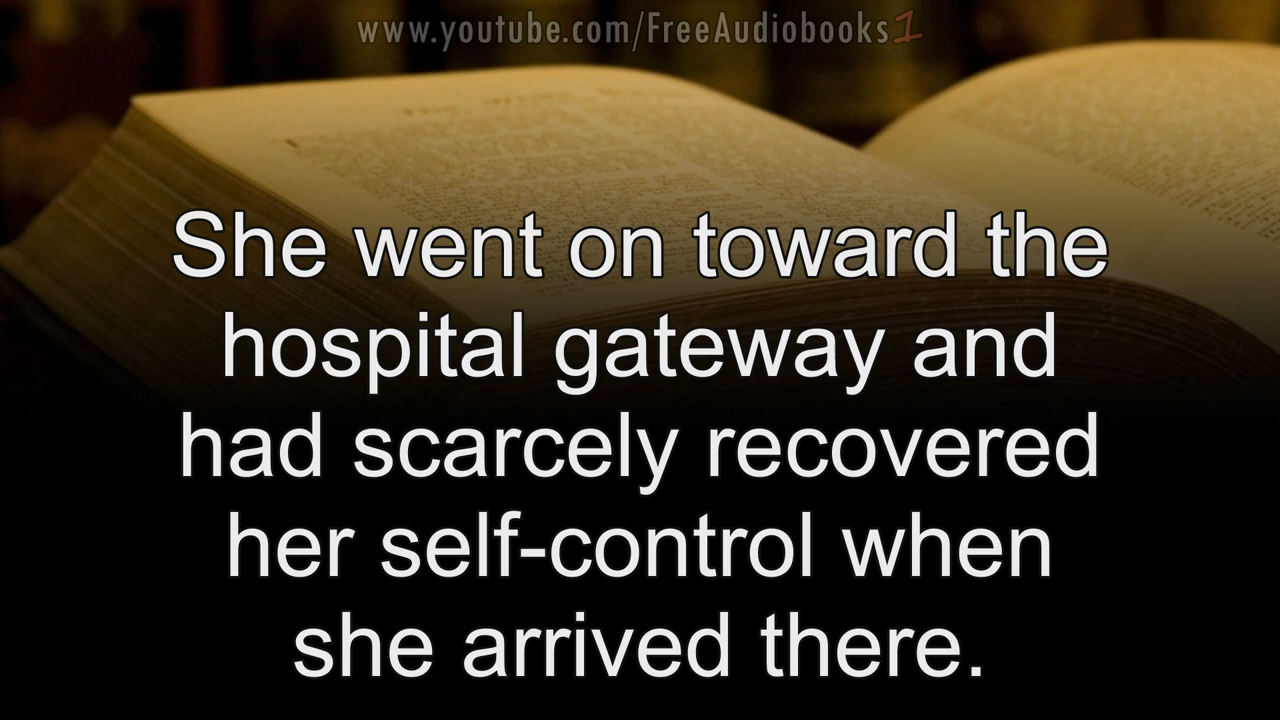 www.youtube.com/FreeAudiobooks1
She went on toward the
hospital gateway and
had scarcely recovered
her self-control when
she arrived there.